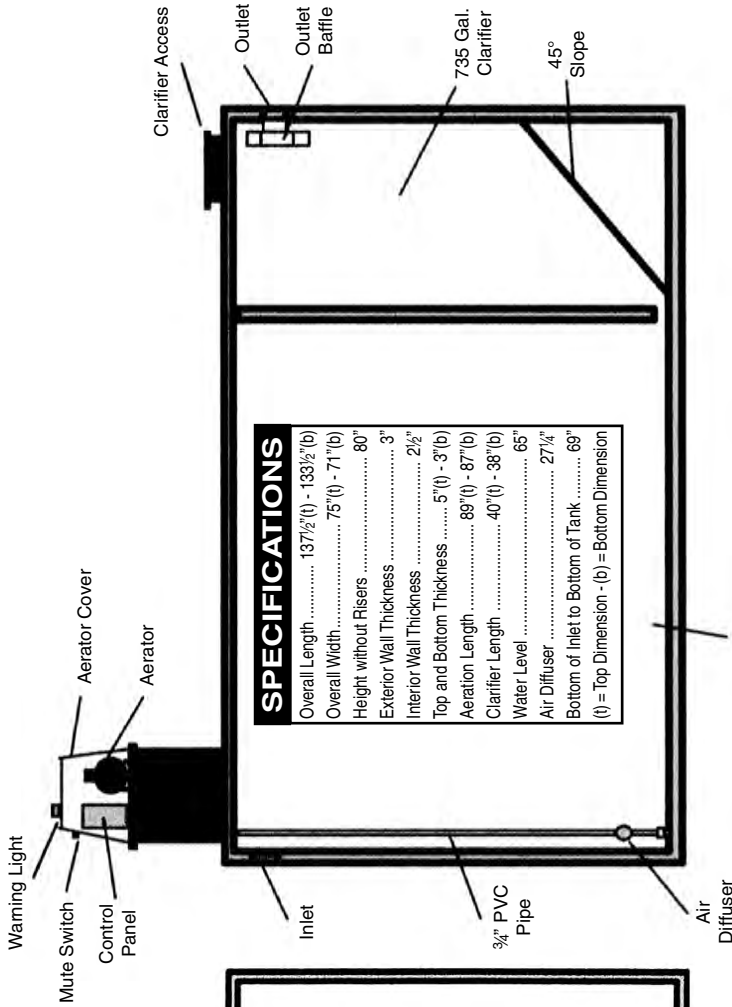 Warning Light
Mute Switch
Control
Panel
Aerator Cover
Aerator
Clarifier Access
Outlet
Outlet
Baffle
Inlet
735 Gal.
Clarifier
45°
Slope
¾" PVC
Pipe
Air
Diffuser
SPECIFICATIONS
Overall Length ............ 137½"(t) - 133½"(b)
Overall Width ..................... 75"(t) - 71"(b)
Height without Risers ........................ 80"
Exterior Wall Thickness ...................... 3"
Interior Wall Thickness .................... 2½"
Top and Bottom Thickness ........ 5"(t) - 3"(b)
Aeration Length ................... 89"(t) - 87"(b)
Clarifier Length .................... 40"(t) - 38"(b)
Water Level ...................................... 65"
Air Diffuser ................................... 27¼"
Bottom of Inlet to Bottom of Tank .......... 69"
(t) = Top Dimension - (b) = Bottom Dimension